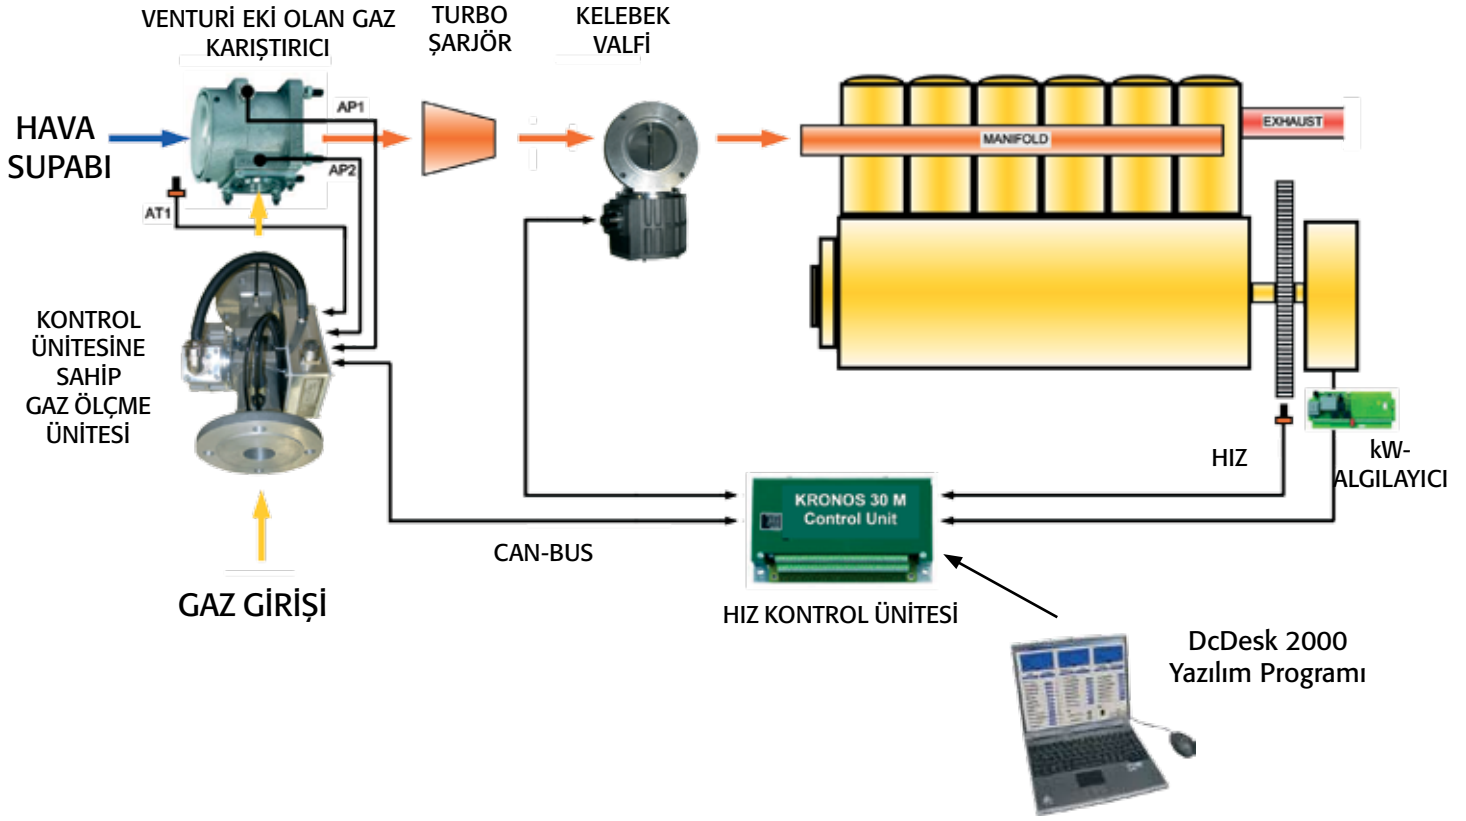 VENTURİ EKİ OLAN GAZ
KARIŞTIRICI
TURBO
ŞARJÖR
KELEBEK
VALFİ
HAVA
SUPABI
AP1
AP2
AT1
MANIFOLD
EXHAUST
KONTROL
ÜNİTESİNE
SAHİP
GAZ ÖLÇME
ÜNİTESİ
HIZ
kW-
ALGILAYICI
KRONOS 30 M
Control Unit
CAN-BUS
GAZ GİRİŞİ
HIZ KONTROL ÜNİTESİ
DcDesk 2000
Yazılım Programı